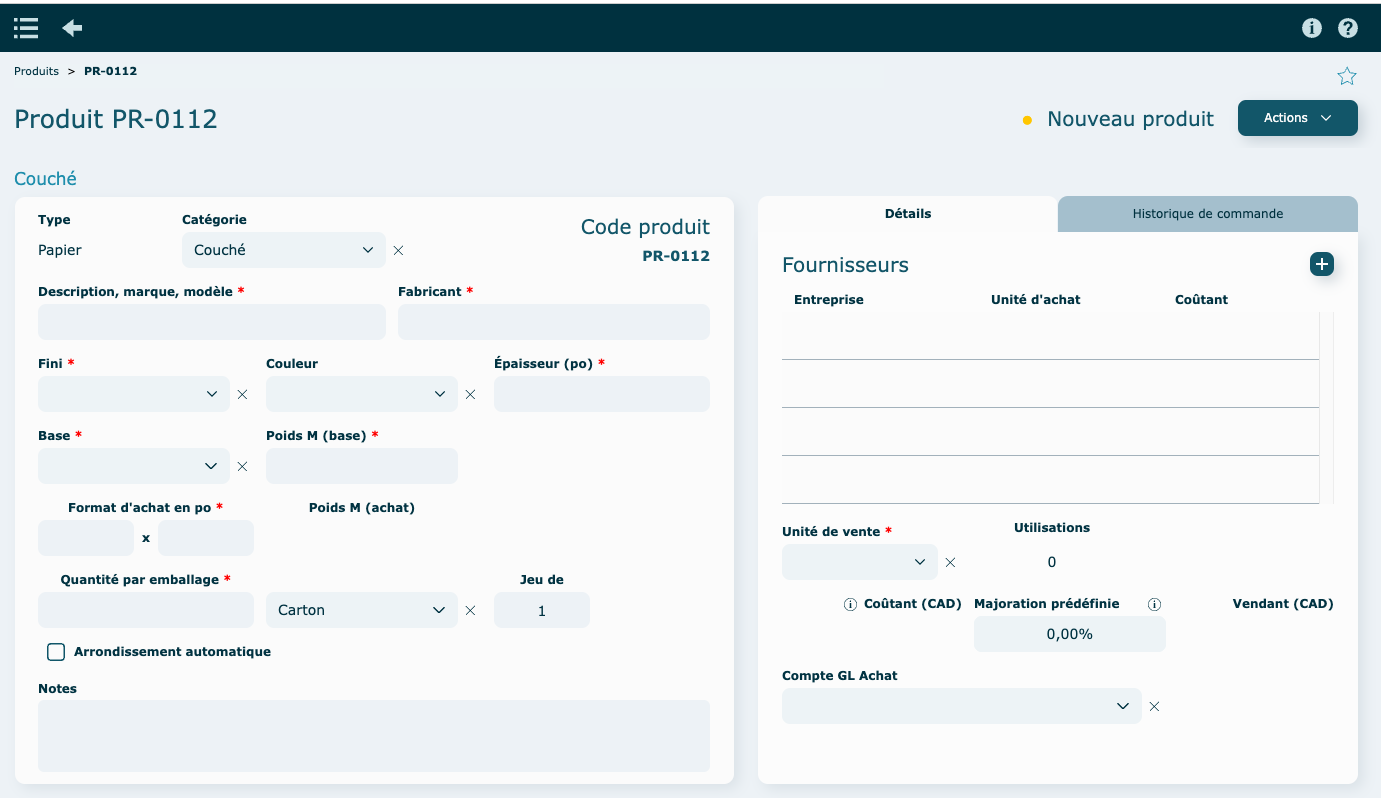 Produits > PR-0112
Produit PR-0112
Nouveau produit
Actions
Couché
Type
Catégorie
Papier
Couché
Code produit
PR-0112
Description, marque, modèle *
Fabricant *
Fini *
Couleur
Épaisseur (po) *
Base *
Poids M (base) *
Format d'achat en po *
Poids M (achat)
x
Quantité par emballage *
Jeu de
Carton
1
Arrondissement automatique
Notes
Détails
Historique de commande
Fournisseurs
Entreprise
Unité d'achat
Coûtant
Unité de vente *
Utilisations
0
Coûtant (CAD)
Majoration prédéfinie
Vendant (CAD)
0,00%
Compte GL Achat